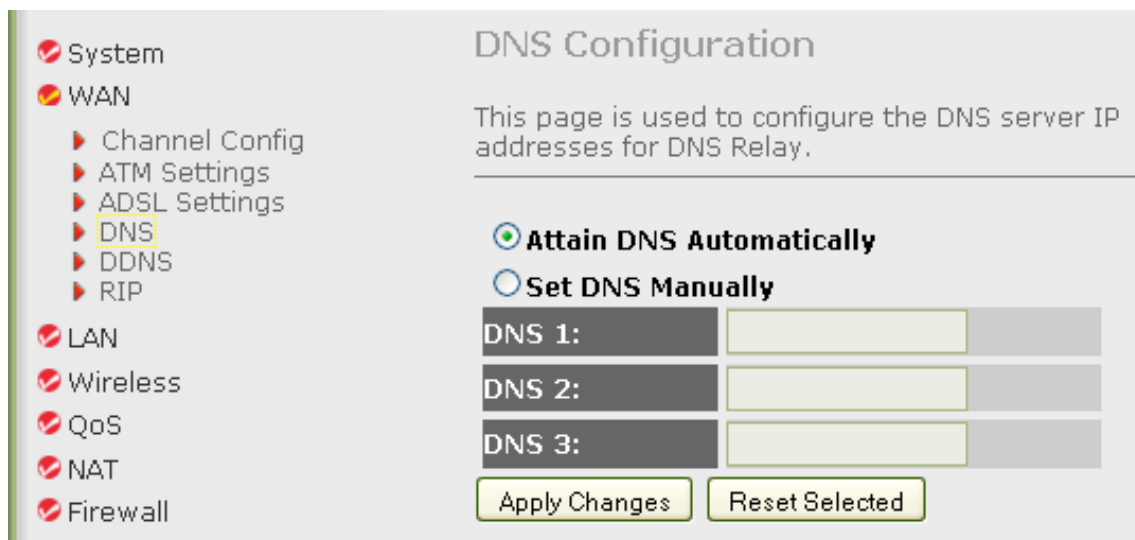 System
WAN
Channel Config
ATM Settings
ADSL Settings
DNS
DDNS
RIP
LAN
Wireless
QoS
NAT
Firewall
DNS Configuration
This page is used to configure the DNS server IP
addresses for DNS Relay.
Attain DNS Automatically
Set DNS Manually
DNS 1:
DNS 2:
DNS 3:
Apply Changes
Reset Selected